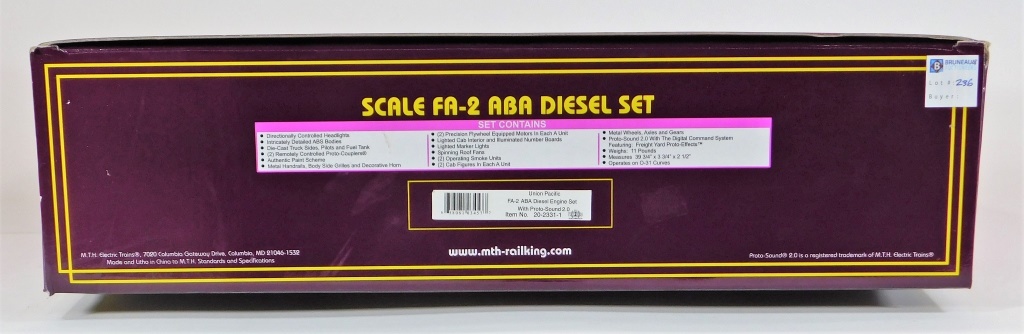 BRUNEAU&
Lot # 296
Buyer:
SCALE FA-2 ABA DIESEL SET
SET CONTAINS
• Directionally Controlled Headlights
• Intricately Detailed ABS Bodies
• Die-Cast Truck Sides, Pilots and Fuel Tank
• (2) Remotely Controlled Proto-Couplers®
• Authentic Paint Scheme
• Metal Handrails, Body Side Grilles and Decorative Horn
• (2) Precision Flywheel Equipped Motors in Each A Unit
• Lighted Cab Interior and Illuminated Number Boards
• Lighted Marker Lights
• Spinning Roof Fans
• (2) Operating Smoke Units
• (2) Cab Figures In Each A Unit
• Metal Wheels, Axles and Gears
• Proto-Sound 2.0 With The Digital Command System
Featuring: Freight Yard Proto-Effects™
• Weighs: 11 Pounds
• Measures 39 3/4" x 3 3/4" x 2 1/2"
• Operates on O-31 Curves
Union Pacific
FA-2 ABA Diesel Engine Set
With Proto-Sound 2.0
Item No. 20-2331-1
www.mth-railking.com
M.T.H. Electric Trains®, 7020 Columbia Gateway Drive, Columbia, MD 21046-1532
Made and Litho in China to M.T.H. Standards and Specifications
Proto-Sound® 2.0 is a registered trademark of M.T.H. Electric Trains®